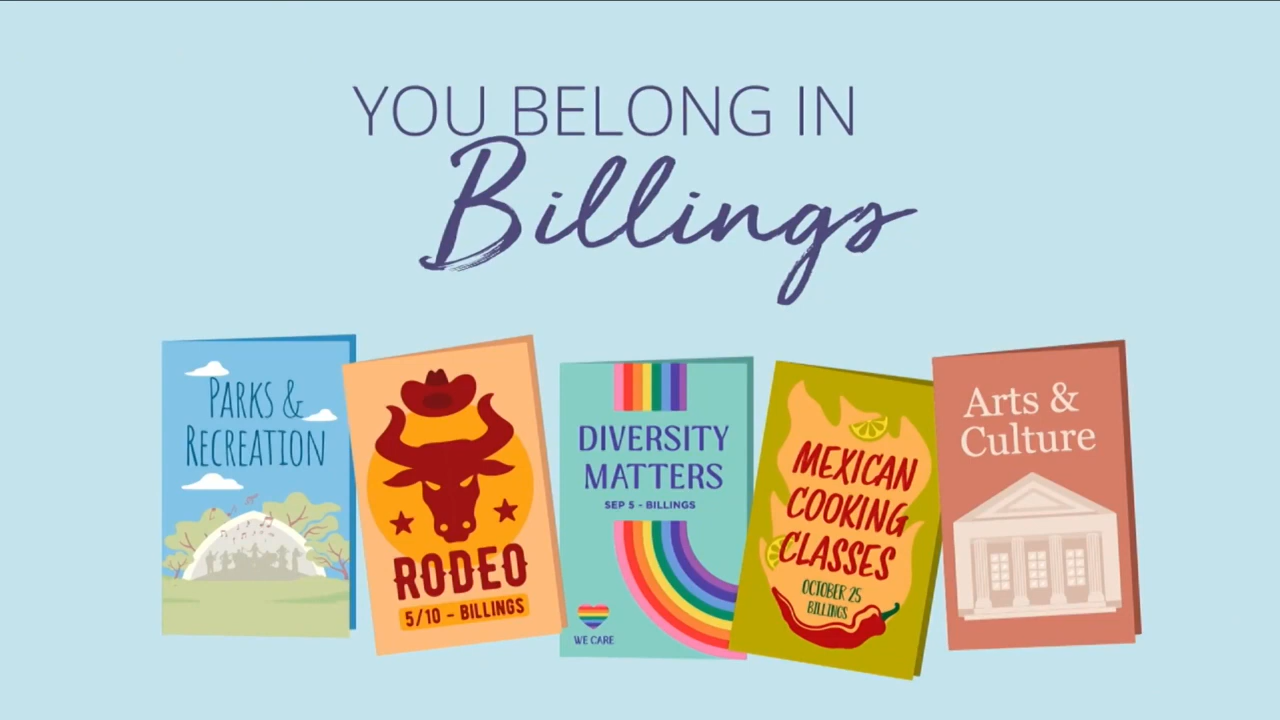 YOU BELONG IN
Billings
PARKS &
RECREATION
RODEO
5/10 - BILLINGS
DIVERSITY
MATTERS
SEP 5 - BILLINGS
WE CARE
MEXICAN
COOKING
CLASSES
OCTOBER 25
BILLINGS
Arts &
Culture